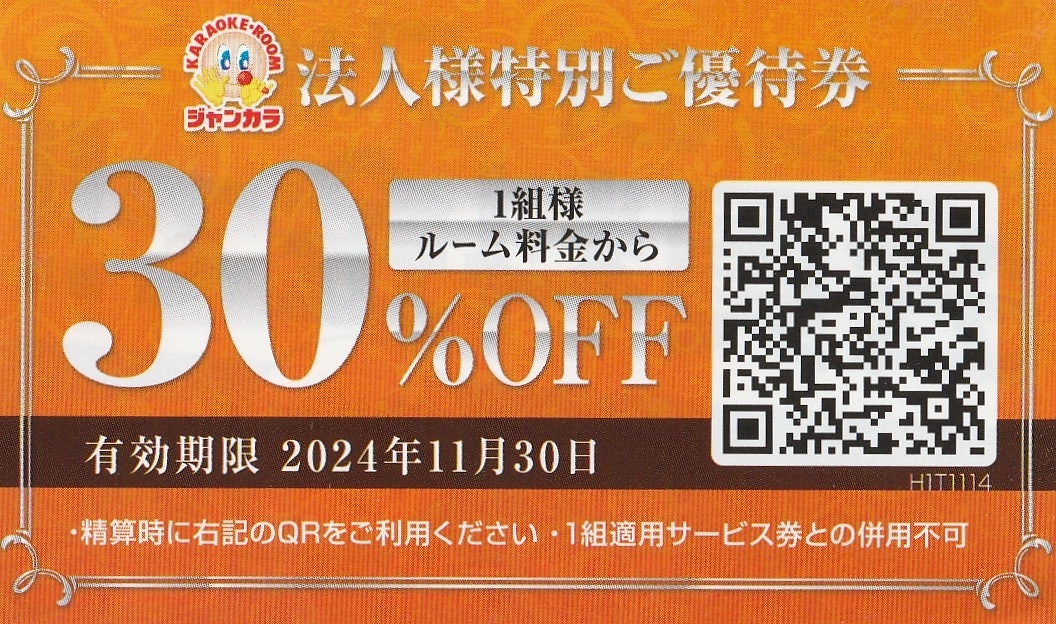 KARAOKE・ROOM
ジャンカラ
法人様特別ご優待券
30%OFF
1組様
ルーム料金から
有効期限 2024年11月30日
H1T1114
・精算時に右記のQRをご利用ください ・1組適用サービス券との併用不可